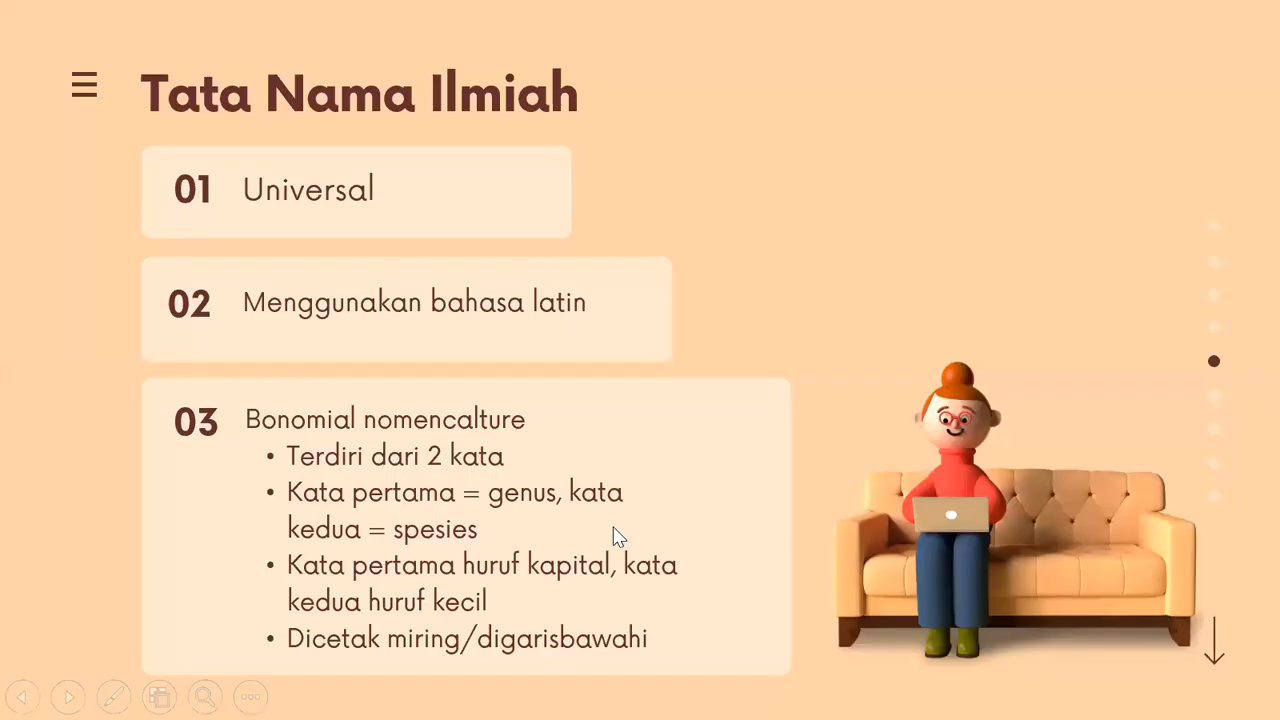 Tata Nama Ilmiah
01 Universal
02 Menggunakan bahasa latin
03 Bonomial nomencalture
• Terdiri dari 2 kata
• Kata pertama = genus, kata
kedua = spesies
• Kata pertama huruf kapital, kata
kedua huruf kecil
• Dicetak miring/digarisbawahi